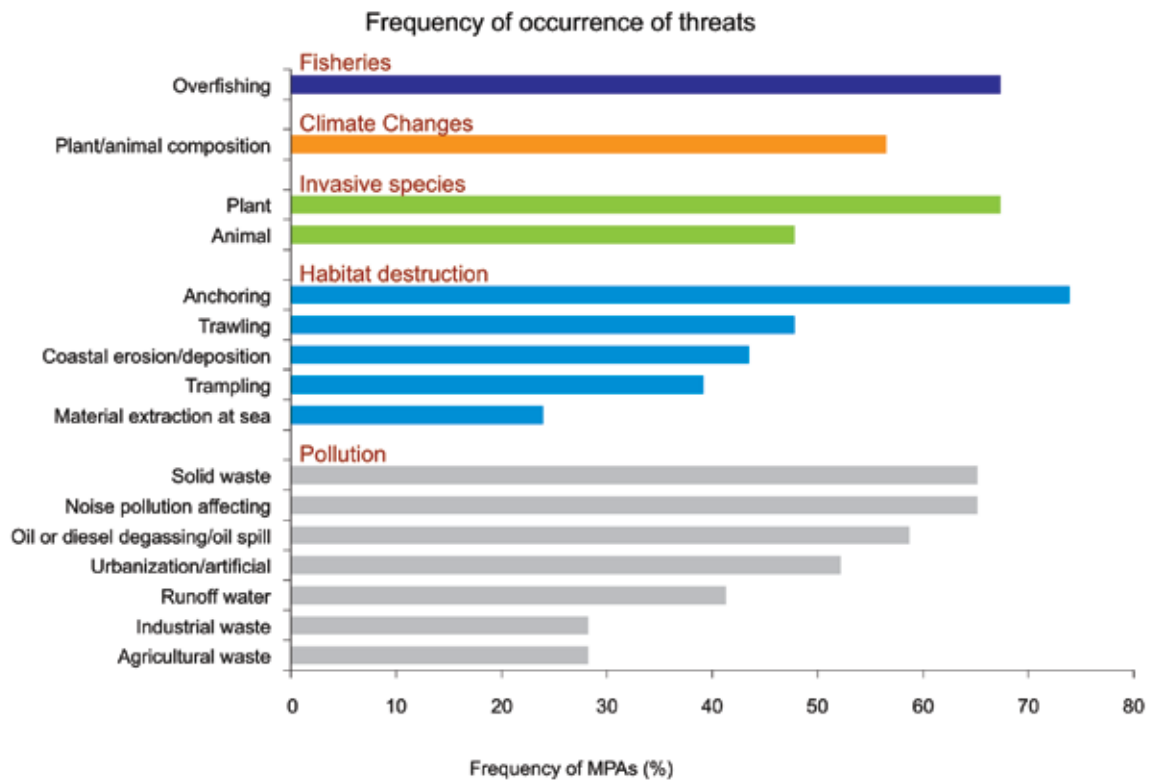 Frequency of occurrence of threats
Fisheries
Overfishing
Climate Changes
Plant/animal composition
Invasive species
Plant
Animal
Habitat destruction
Anchoring
Trawling
Coastal erosion/deposition
Trampling
Material extraction at sea
Pollution
Solid waste
Noise pollution affecting
Oil or diesel degassing/oil spill
Urbanization/artificial
Runoff water
Industrial waste
Agricultural waste
0 20 30 40 50 60 70 80
Frequency of MPAs (%)